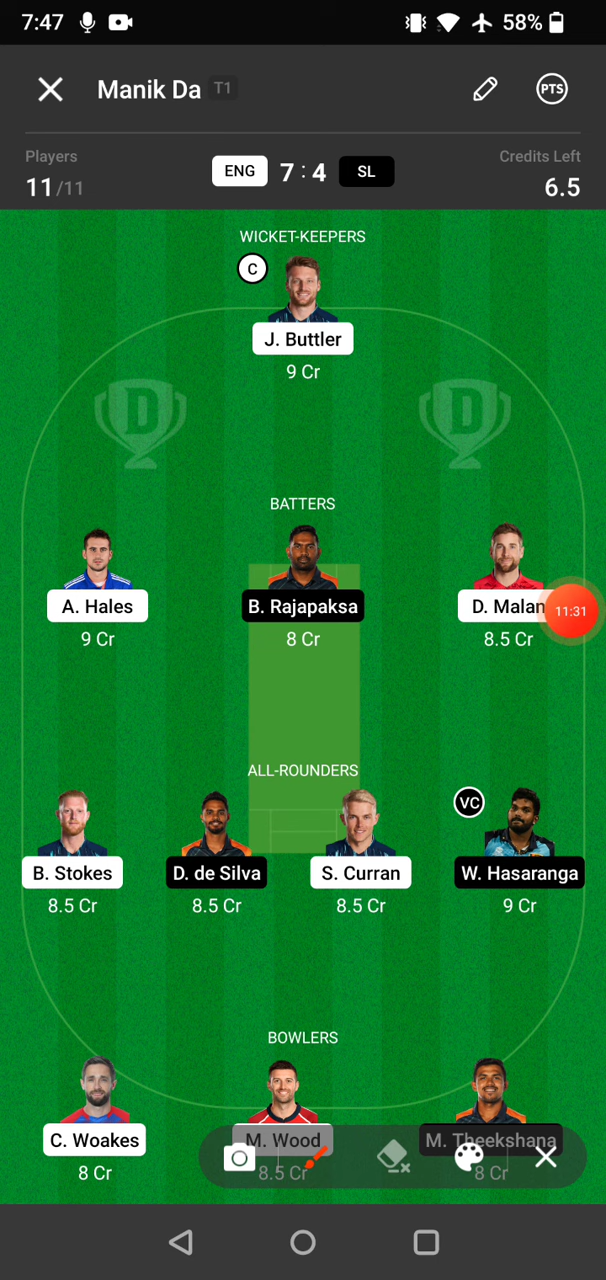 7:47
58%
Manik Da T1
PTS
Players
Credits Left
11/11
ENG 7 : 4 SL
6.5
WICKET-KEEPERS
C
J. Buttler
9 Cr
D D
BATTERS
A. Hales B. Rajapaksa D. Malan
11:31
9 Cr 8 Cr 8.5 Cr
ALL-ROUNDERS
VC
B. Stokes D. de Silva S. Curran W. Hasaranga
8.5 Cr 8.5 Cr 8.5 Cr 9 Cr
BOWLERS
C. Woakes M. Wood M. Theekshana
8 Cr 8.5 Cr 8 Cr